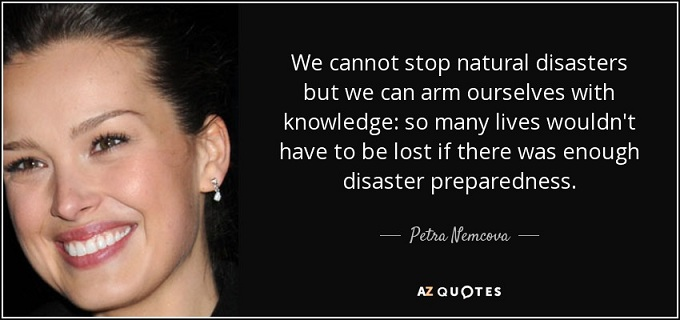 We cannot stop natural disasters
but we can arm ourselves with
knowledge: so many lives wouldn't
have to be lost if there was enough
disaster preparedness.
Petra Nemcova
AZ QUOTES